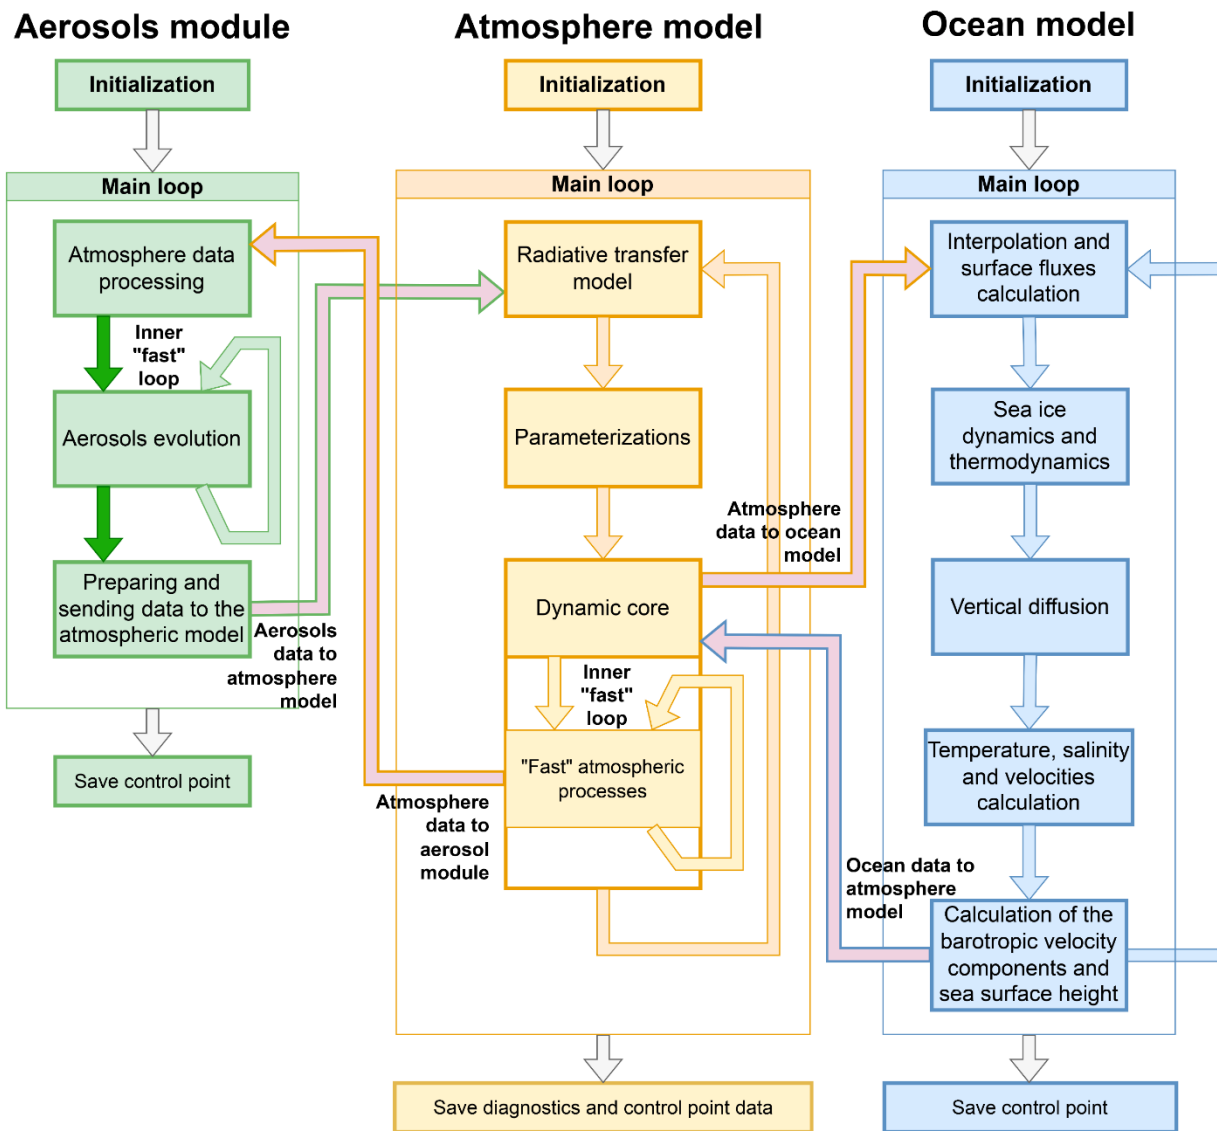 Aerosols module
Atmosphere model
Ocean model
Initialization
Initialization
Initialization
Main loop
Main loop
Main loop
Atmosphere data
processing
Inner
"fast"
loop
Aerosols evolution
Preparing and
sending data to the
atmospheric model
Aerosols
data to
atmosphere
model
Save control point
Radiative transfer
model
Parameterizations
Atmosphere
data to ocean
model
Dynamic core
Inner
"fast"
loop
"Fast" atmospheric
processes
Atmosphere
data to
aerosol
module
Save diagnostics and control point data
Interpolation and
surface fluxes
calculation
Sea ice
dynamics and
thermodynamics
Vertical diffusion
Temperature, salinity
and velocities
calculation
Ocean data to
atmosphere
model
Calculation of the
barotropic velocity
components and
sea surface height
Save control point